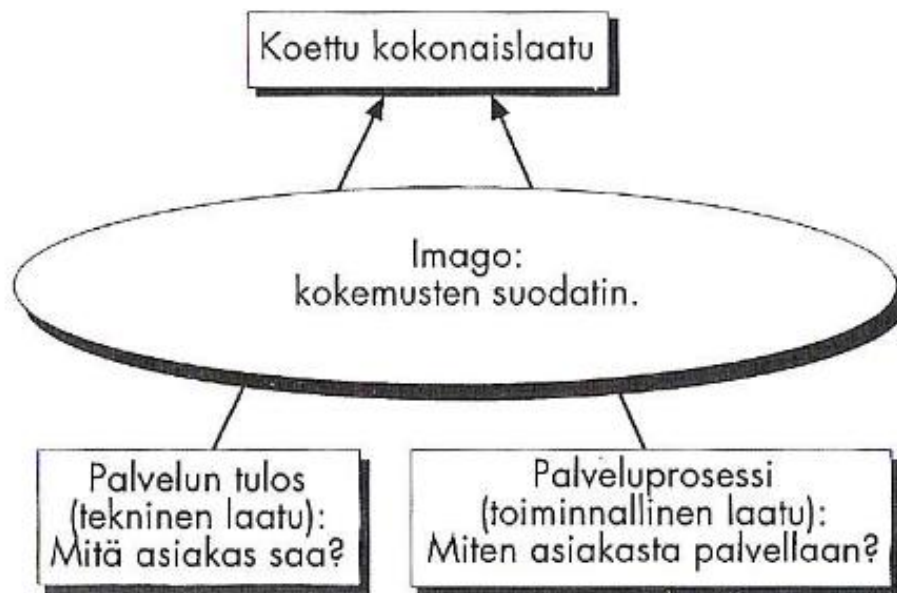 Koettu kokonaislaatu
Imago:
kokemusten suodatin.
Palvelun tulos
(tekninen laatu):
Mitä asiakas saa?
Palveluprosessi
(toiminnallinen laatu):
Miten asiakasta palvellaan?